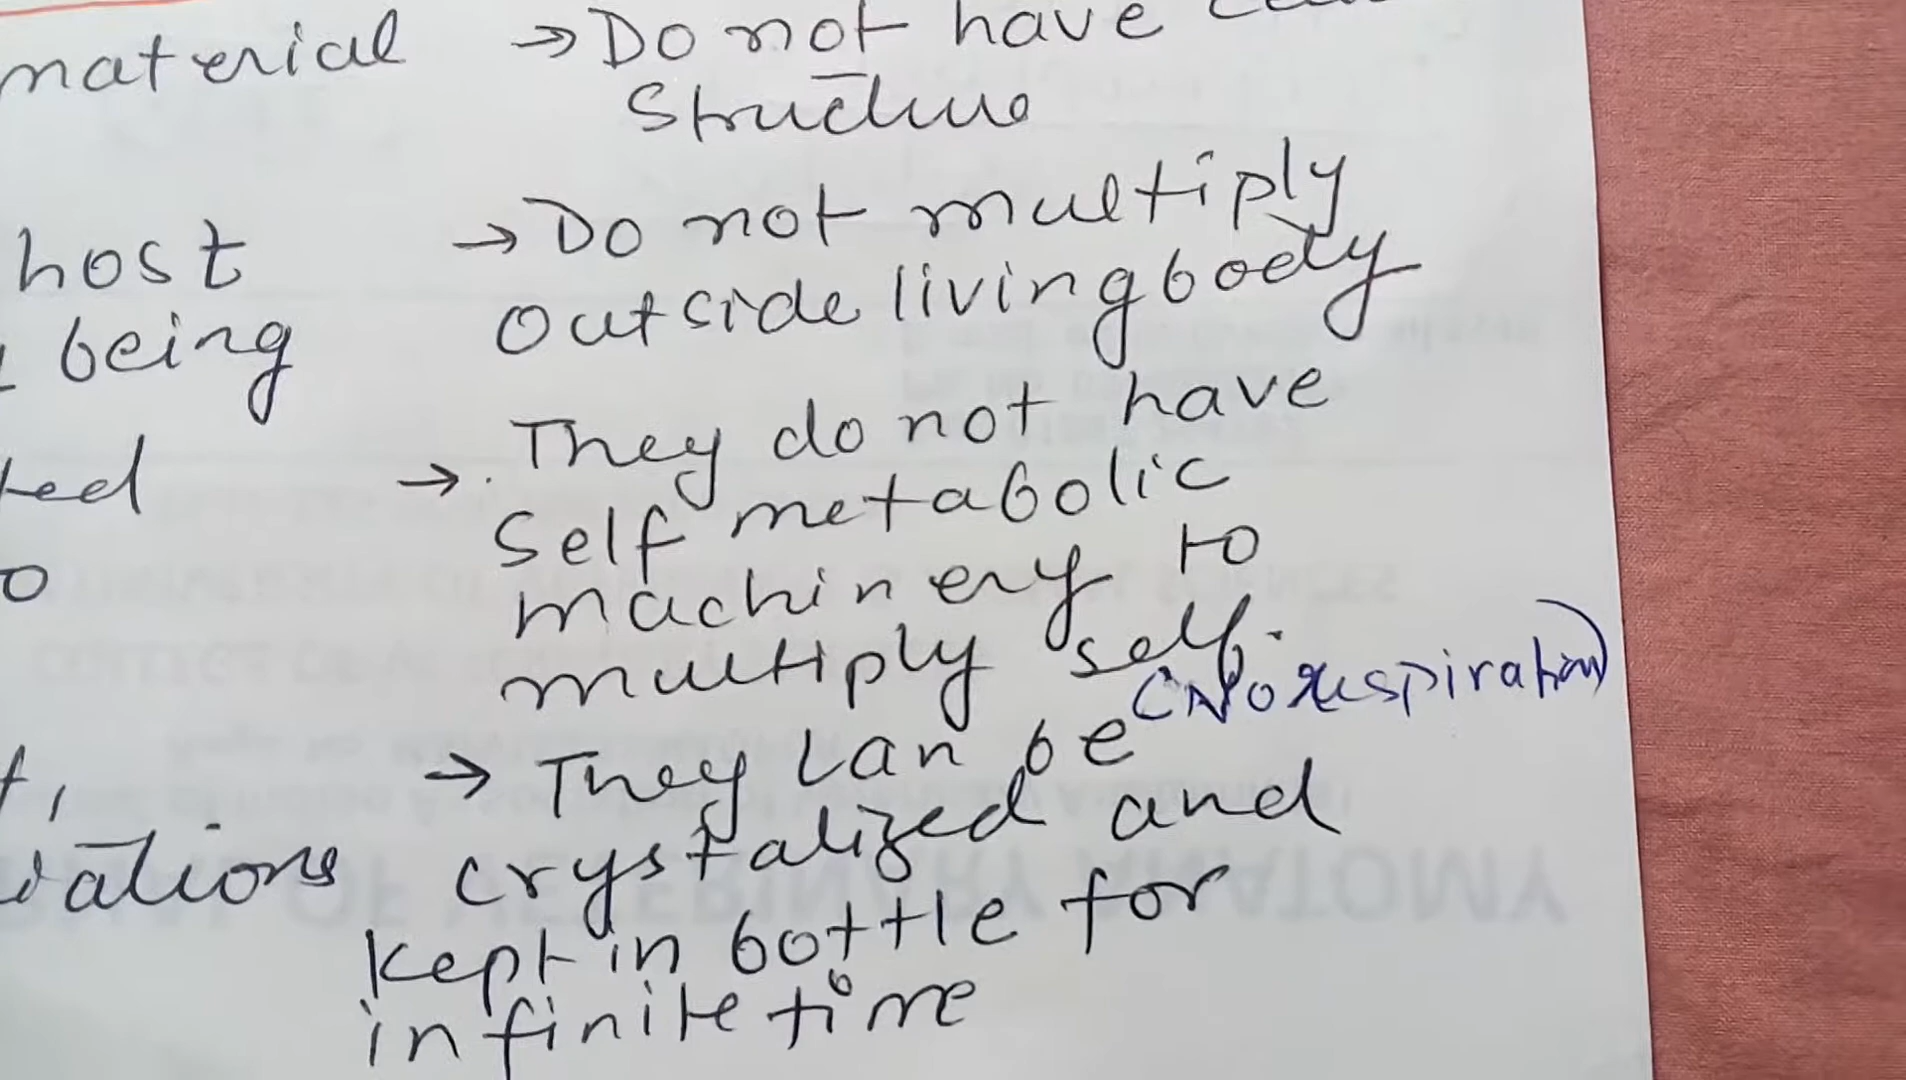 material → Do not have
Structure
host → Do not multiply
being outside living body
→ They do not have
Self metabolic
machinery to
multiply self.
(No respiration)
→ They can be
crystalized and
Kept in bottle for
infinite time